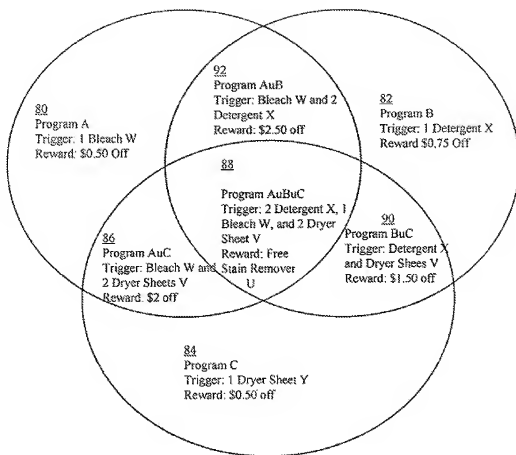 92
Program AuB
Trigger: Bleach W and 2
Detergent X
Reward: $2.50 off
80
Program A
Trigger: 1 Bleach W
Reward: $0.50 Off
82
Program B
Trigger: 1 Detergent X
Reward $0.75 Off
88
Program AuBuC
Trigger: 2 Detergent X, 1
Bleach W, and 2 Dryer
Sheet V
Reward: Free
Stain Remover
U
86
Program AuC
Trigger: Bleach W and
2 Dryer Sheets V
Reward: $2 off
90
Program BuC
Trigger: Detergent X
and Dryer Shees V
Reward: $1.50 off
84
Program C
Trigger: 1 Dryer Sheet Y
Reward: $0.50 off